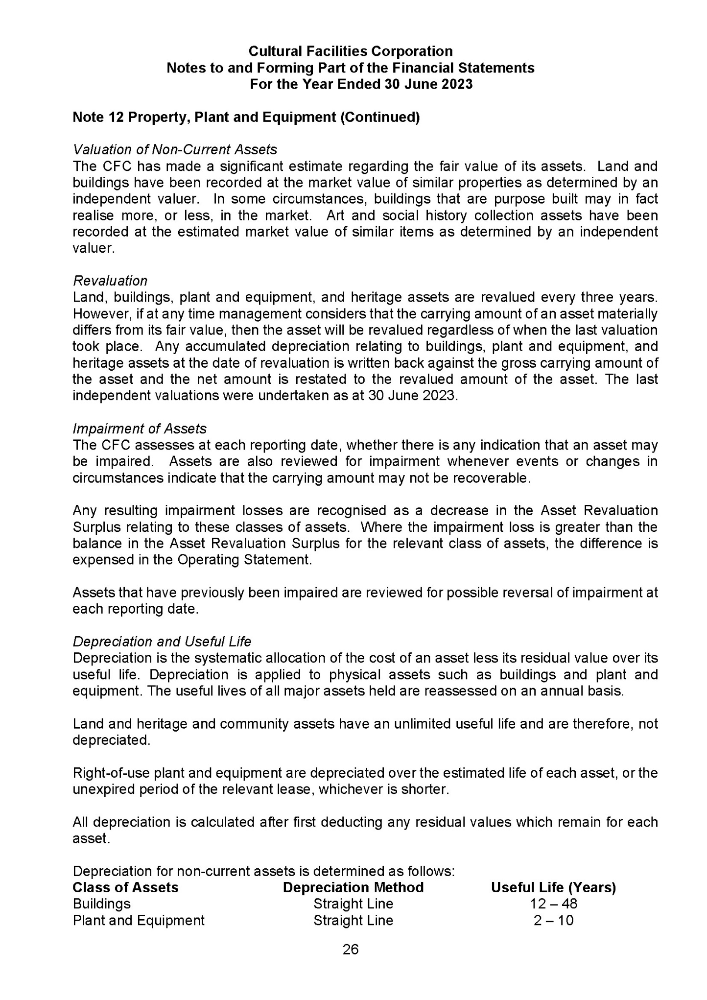 Cultural Facilities Corporation
Notes to and Forming Part of the Financial Statements
For the Year Ended 30 June 2023
Note 12 Property, Plant and Equipment (Continued)
Valuation of Non-Current Assets
The CFC has made a significant estimate regarding the fair value of its assets. Land and
buildings have been recorded at the market value of similar properties as determined by an
independent valuer. In some circumstances, buildings that are purpose built may in fact
realise more, or less, in the market. Art and social history collection assets have been
recorded at the estimated market value of similar items as determined by an independent
valuer.
Revaluation
Land, buildings, plant and equipment, and heritage assets are revalued every three years.
However, if at any time management considers that the carrying amount of an asset materially
differs from its fair value, then the asset will be revalued regardless of when the last valuation
took place. Any accumulated depreciation relating to buildings, plant and equipment, and
heritage assets at the date of revaluation is written back against the gross carrying amount of
the asset and the net amount is restated to the revalued amount of the asset. The last
independent valuations were undertaken as at 30 June 2023.
Impairment of Assets
The CFC assesses at each reporting date, whether there is any indication that an asset may
be impaired. Assets are also reviewed for impairment whenever events or changes in
circumstances indicate that the carrying amount may not be recoverable.
Any resulting impairment losses are recognised as a decrease in the Asset Revaluation
Surplus relating to these classes of assets. Where the impairment loss is greater than the
balance in the Asset Revaluation Surplus for the relevant class of assets, the difference is
expensed in the Operating Statement.
Assets that have previously been impaired are reviewed for possible reversal of impairment at
each reporting date.
Depreciation and Useful Life
Depreciation is the systematic allocation of the cost of an asset less its residual value over its
useful life. Depreciation is applied to physical assets such as buildings and plant and
equipment. The useful lives of all major assets held are reassessed on an annual basis.
Land and heritage and community assets have an unlimited useful life and are therefore, not
depreciated.
Right-of-use plant and equipment are depreciated over the estimated life of each asset, or the
unexpired period of the relevant lease, whichever is shorter.
All depreciation is calculated after first deducting any residual values which remain for each
asset.
Depreciation for non-current assets is determined as follows:
Class of Assets Depreciation Method Useful Life (Years)
Buildings Straight Line 12 – 48
Plant and Equipment Straight Line 2 – 10
26